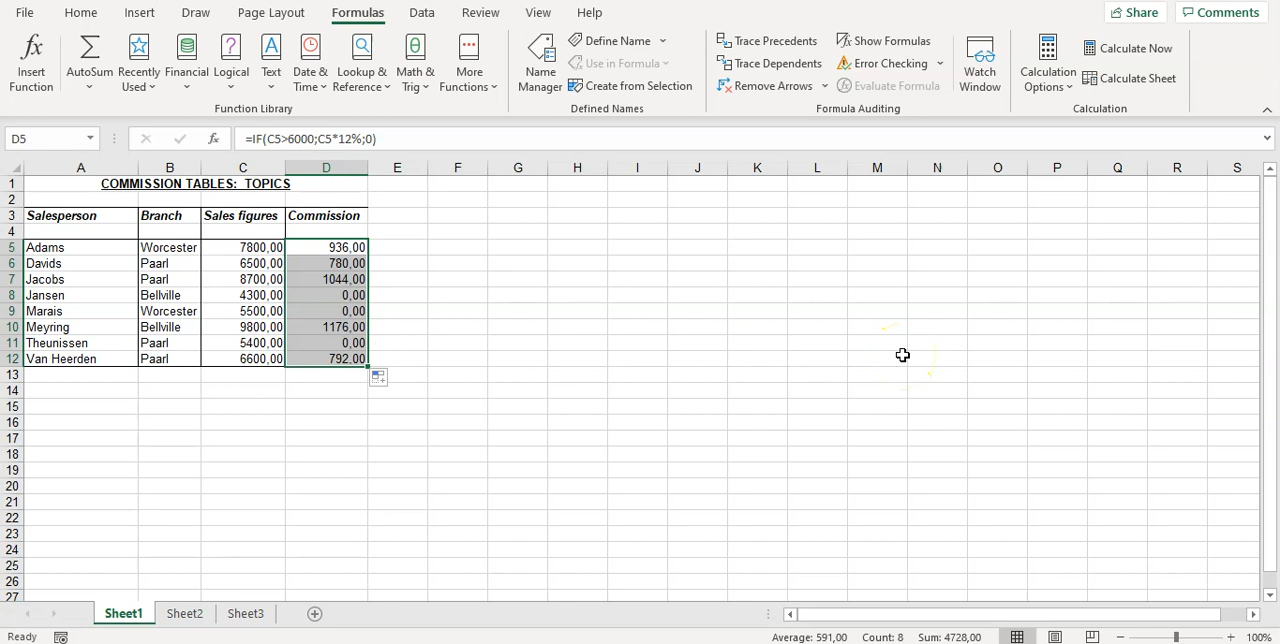 File Home Insert Draw Page Layout Formulas Data Review View Help Share Comments
fx Σ ? A θ Define Name Trace Precedents Show Formulas Calculate Now
Insert Function AutoSum Recently Used Financial Logical Text Date & Time Lookup & Reference Math & Trig More Functions Name Manager Use in Formula Trace Dependents Error Checking Watch Window Calculation Options
Create from Selection Remove Arrows Evaluate Formula Calculate Sheet
Function Library Defined Names Formula Auditing Calculation
D5 fx =IF(C5>6000;C5*12%;0)
A B C D E F G H I J K L M N O P Q R S
1 COMMISSION TABLES: TOPICS
2
3 Salesperson Branch Sales figures Commission
4
5 Adams Worcester 7800,00 936,00
6 Davids Paarl 6500,00 780,00
7 Jacobs Paarl 8700,00 1044,00
8 Jansen Bellville 4300,00 0,00
9 Marais Worcester 5500,00 0,00
10 Meyring Bellville 9800,00 1176,00
11 Theunissen Paarl 5400,00 0,00
12 Van Heerden Paarl 6600,00 792,00
13
14
15
16
17
18
19
20
21
22
23
24
25
26
27
Sheet1 Sheet2 Sheet3
Ready Average: 591,00 Count: 8 Sum: 4728,00 100%